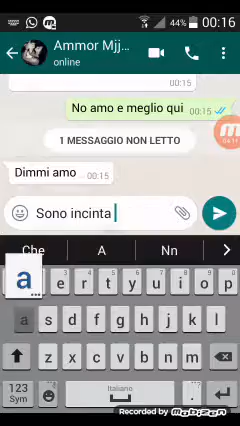 44% 00:16
Ammor Mjj...
online
00:15
No amo e meglio qui 00:15
1 MESSAGGIO NON LETTO
Dimmi amo 00:15
Sono incinta
Che A Nn
a
e r t y u i o p
a s d f g h j k l
z x c v b n m
123
Sym
Italiano
Recorded by Mobizen